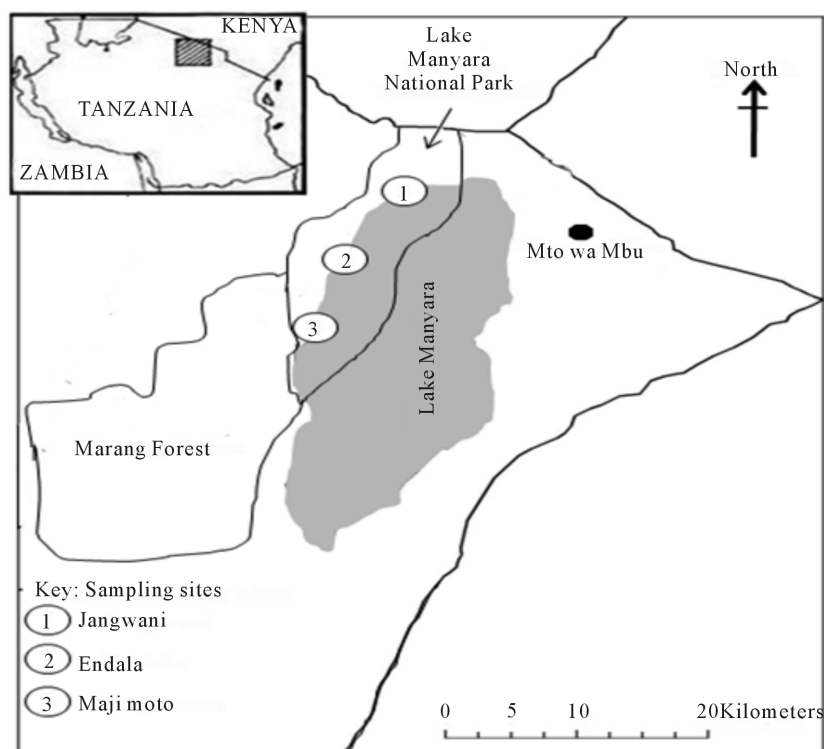 KENYA
TANZANIA
ZAMBIA
Lake
Manyara
National Park
North
1
2
3
Mto wa Mbu
Lake Manyara
Marang Forest
Key: Sampling sites
1 Jangwani
2 Endala
3 Maji moto
0 5 10 20Kilometers